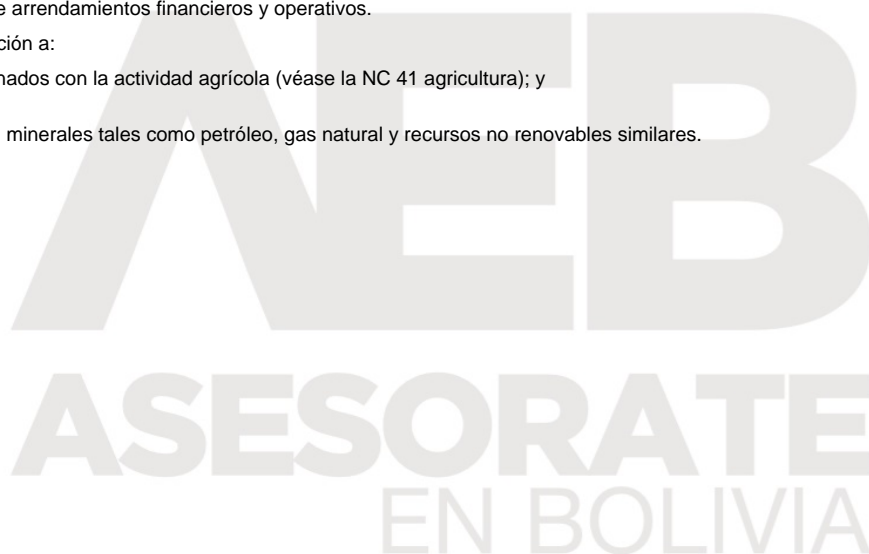 e arrendamientos financieros y operativos.
ción a:
nados con la actividad agrícola (véase la NC 41 agricultura); y
minerales tales como petróleo, gas natural y recursos no renovables similares.
AEB
ASESORATE
EN BOLIVIA